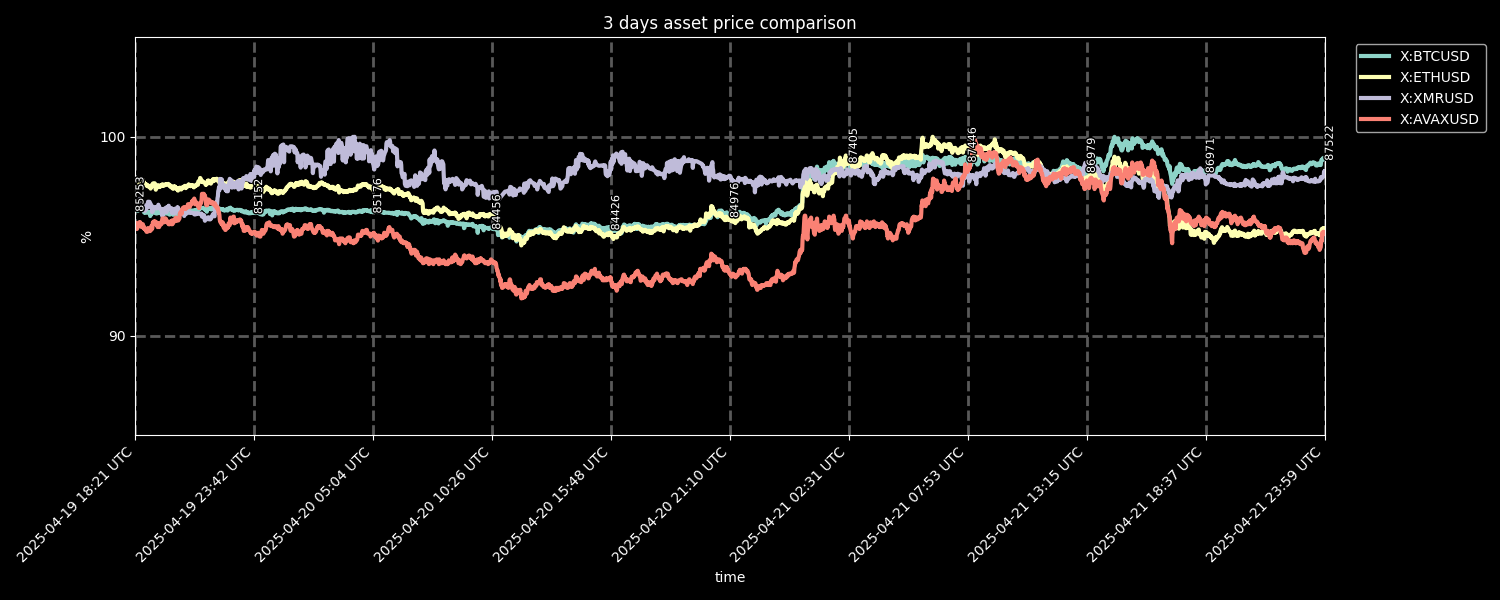 3 days asset price comparison
X:BTCUSD
X:ETHUSD
X:XMRUSD
X:AVAXUSD
100
90
%
85253
85152
85176
84456
84426
84976
87405
87446
86979
86971
87522
2025-04-19 18:21 UTC
2025-04-19 23:42 UTC
2025-04-20 05:04 UTC
2025-04-20 10:26 UTC
2025-04-20 15:48 UTC
2025-04-20 21:10 UTC
2025-04-21 02:31 UTC
2025-04-21 07:53 UTC
2025-04-21 13:15 UTC
2025-04-21 18:37 UTC
2025-04-21 23:59 UTC
time